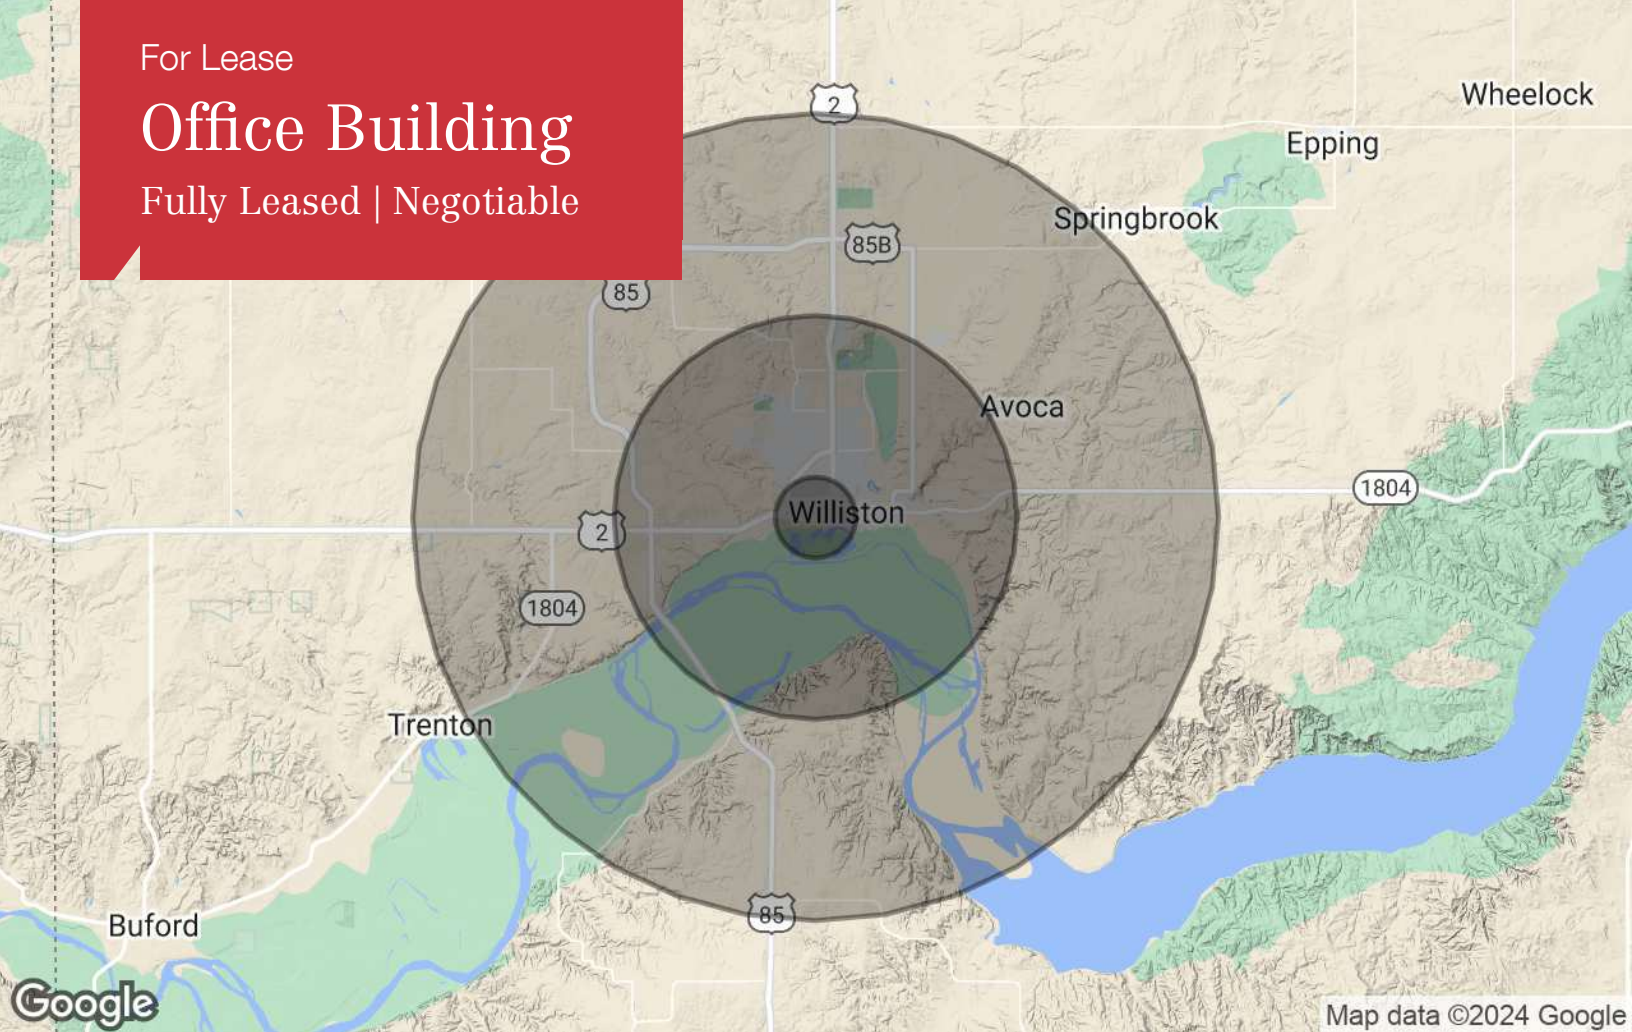 For Lease
Office Building
Fully Leased | Negotiable
2
Wheelock
Epping
Springbrook
85B
85
Avoca
1804
Williston
2
1804
Trenton
85
Buford
Google
Map data ©2024 Google